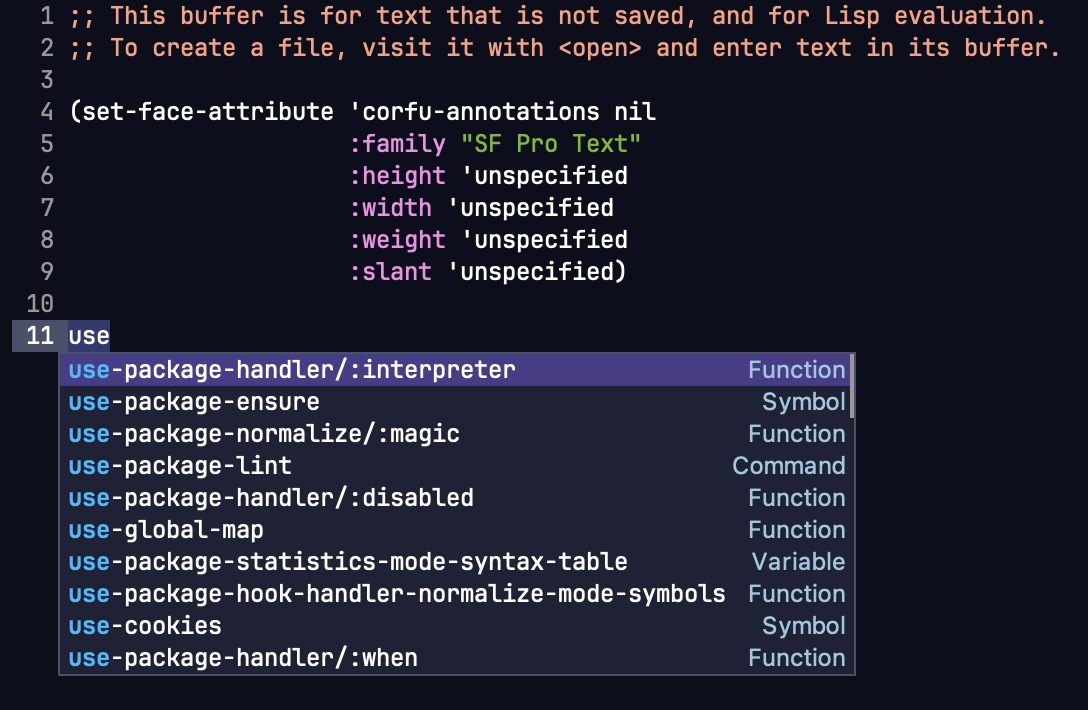 1 ;; This buffer is for text that is not saved, and for Lisp evaluation.
2 ;; To create a file, visit it with <open> and enter text in its buffer.
3
4 (set-face-attribute 'corfu-annotations nil
5                     :family "SF Pro Text"
6                     :height 'unspecified
7                     :width 'unspecified
8                     :weight 'unspecified
9                     :slant 'unspecified)
10
11 use
use-package-handler/:interpreter Function
use-package-ensure Symbol
use-package-normalize/:magic Function
use-package-lint Command
use-package-handler/:disabled Function
use-global-map Function
use-package-statistics-mode-syntax-table Variable
use-package-hook-handler-normalize-mode-symbols Function
use-cookies Symbol
use-package-handler/:when Function